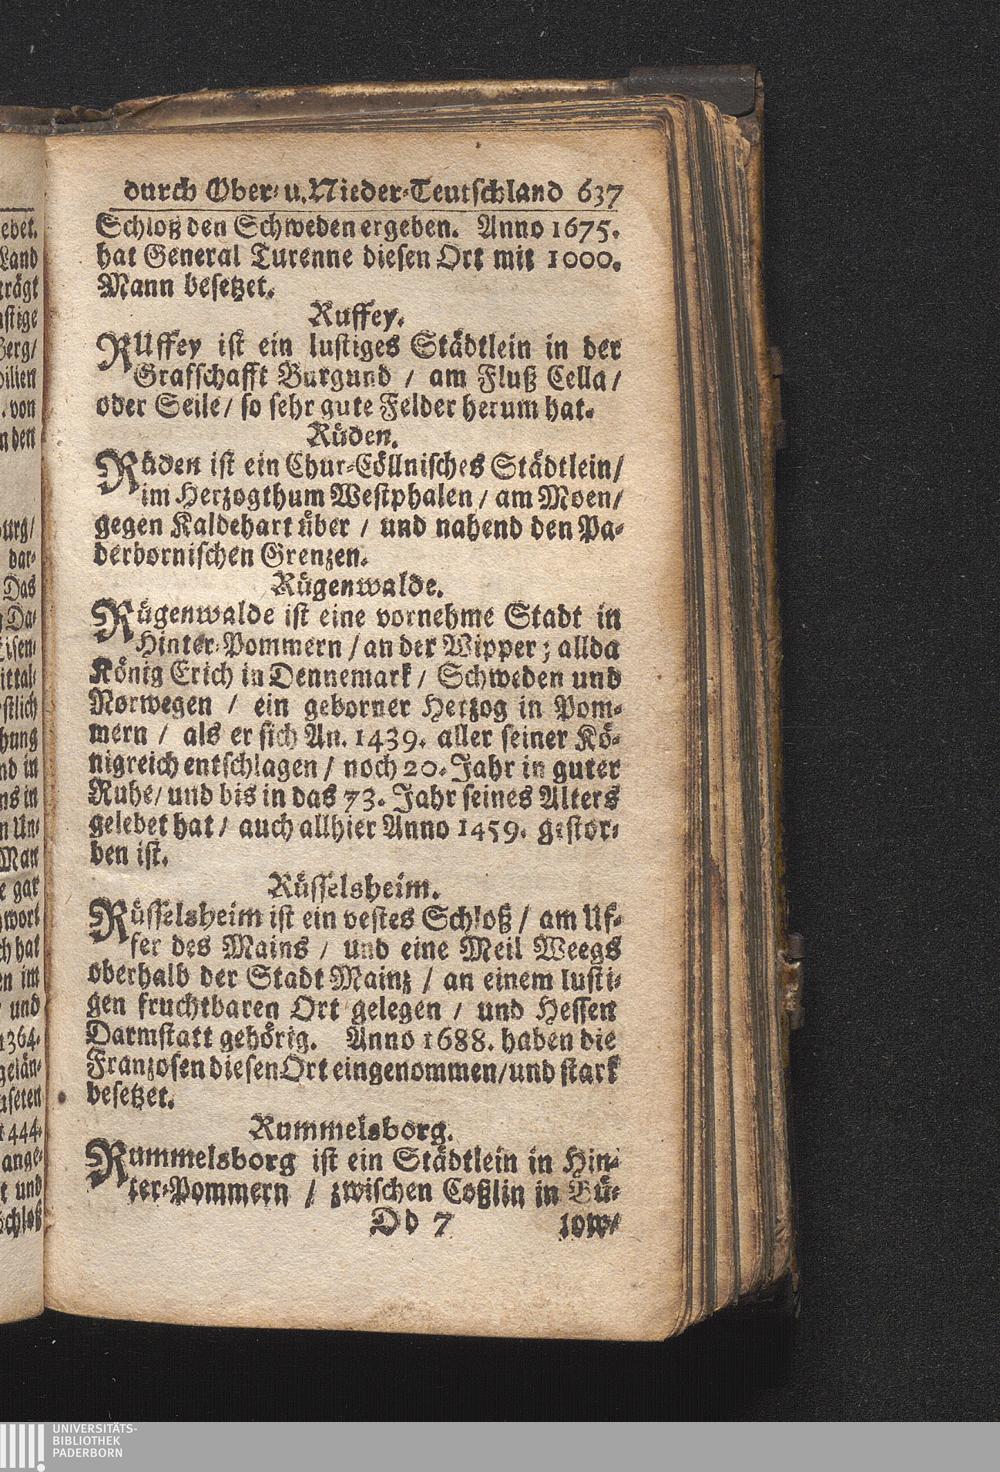 durch Ober- u. Nieder-Teutschland 637
Schloß den Schweden ergeben. Anno 1675.
hat General Turenne diesen Ort mit 1000.
Mann besetzet.
Ruffey.
RUffey ist ein lustiges Städtlein in der
Grafschafft Burgund / am Fluß Cella /
oder Seile / so sehr gute Felder herum hat.
Rüden.
Rüden ist ein Chur-Cöllnisches Städtlein /
im Herzogthum Westphalen / am Moen /
gegen Kaldehart über / und nahend den Pa-
derbornischen Grenzen.
Rügenwalde.
Rügenwalde ist eine vornehme Stadt in
Hinter-Pommern / an der Wipper; allda
König Erich in Dennemark / Schweden und
Norwegen / ein geborner Herzog in Pom-
mern / als er sich An. 1439. aller seiner Kö-
nigreich entschlagen / noch 20. Jahr in guter
Ruhe / und bis in das 73. Jahr seines Alters
gelebet hat / auch allhier Anno 1459. gestor-
ben ist.
Rüsselsheim.
Rüsselsheim ist ein vestes Schloß / am Uf-
fer des Mains / und eine Meil Weegs
oberhalb der Stadt Mainz / an einem lusti-
gen fruchtbaren Ort gelegen / und Hessen
Darmstatt gehörig. Anno 1688. haben die
Franzosen diesen Ort eingenommen / und stark
besetzet.
Rummelsborg.
Rummelsborg ist ein Städtlein in Hin-
ter-Pommern / zwischen Coßlin in Bü-
Dd 7 tow /
UNIVERSITÄTS-
BIBLIOTHEK
PADERBORN